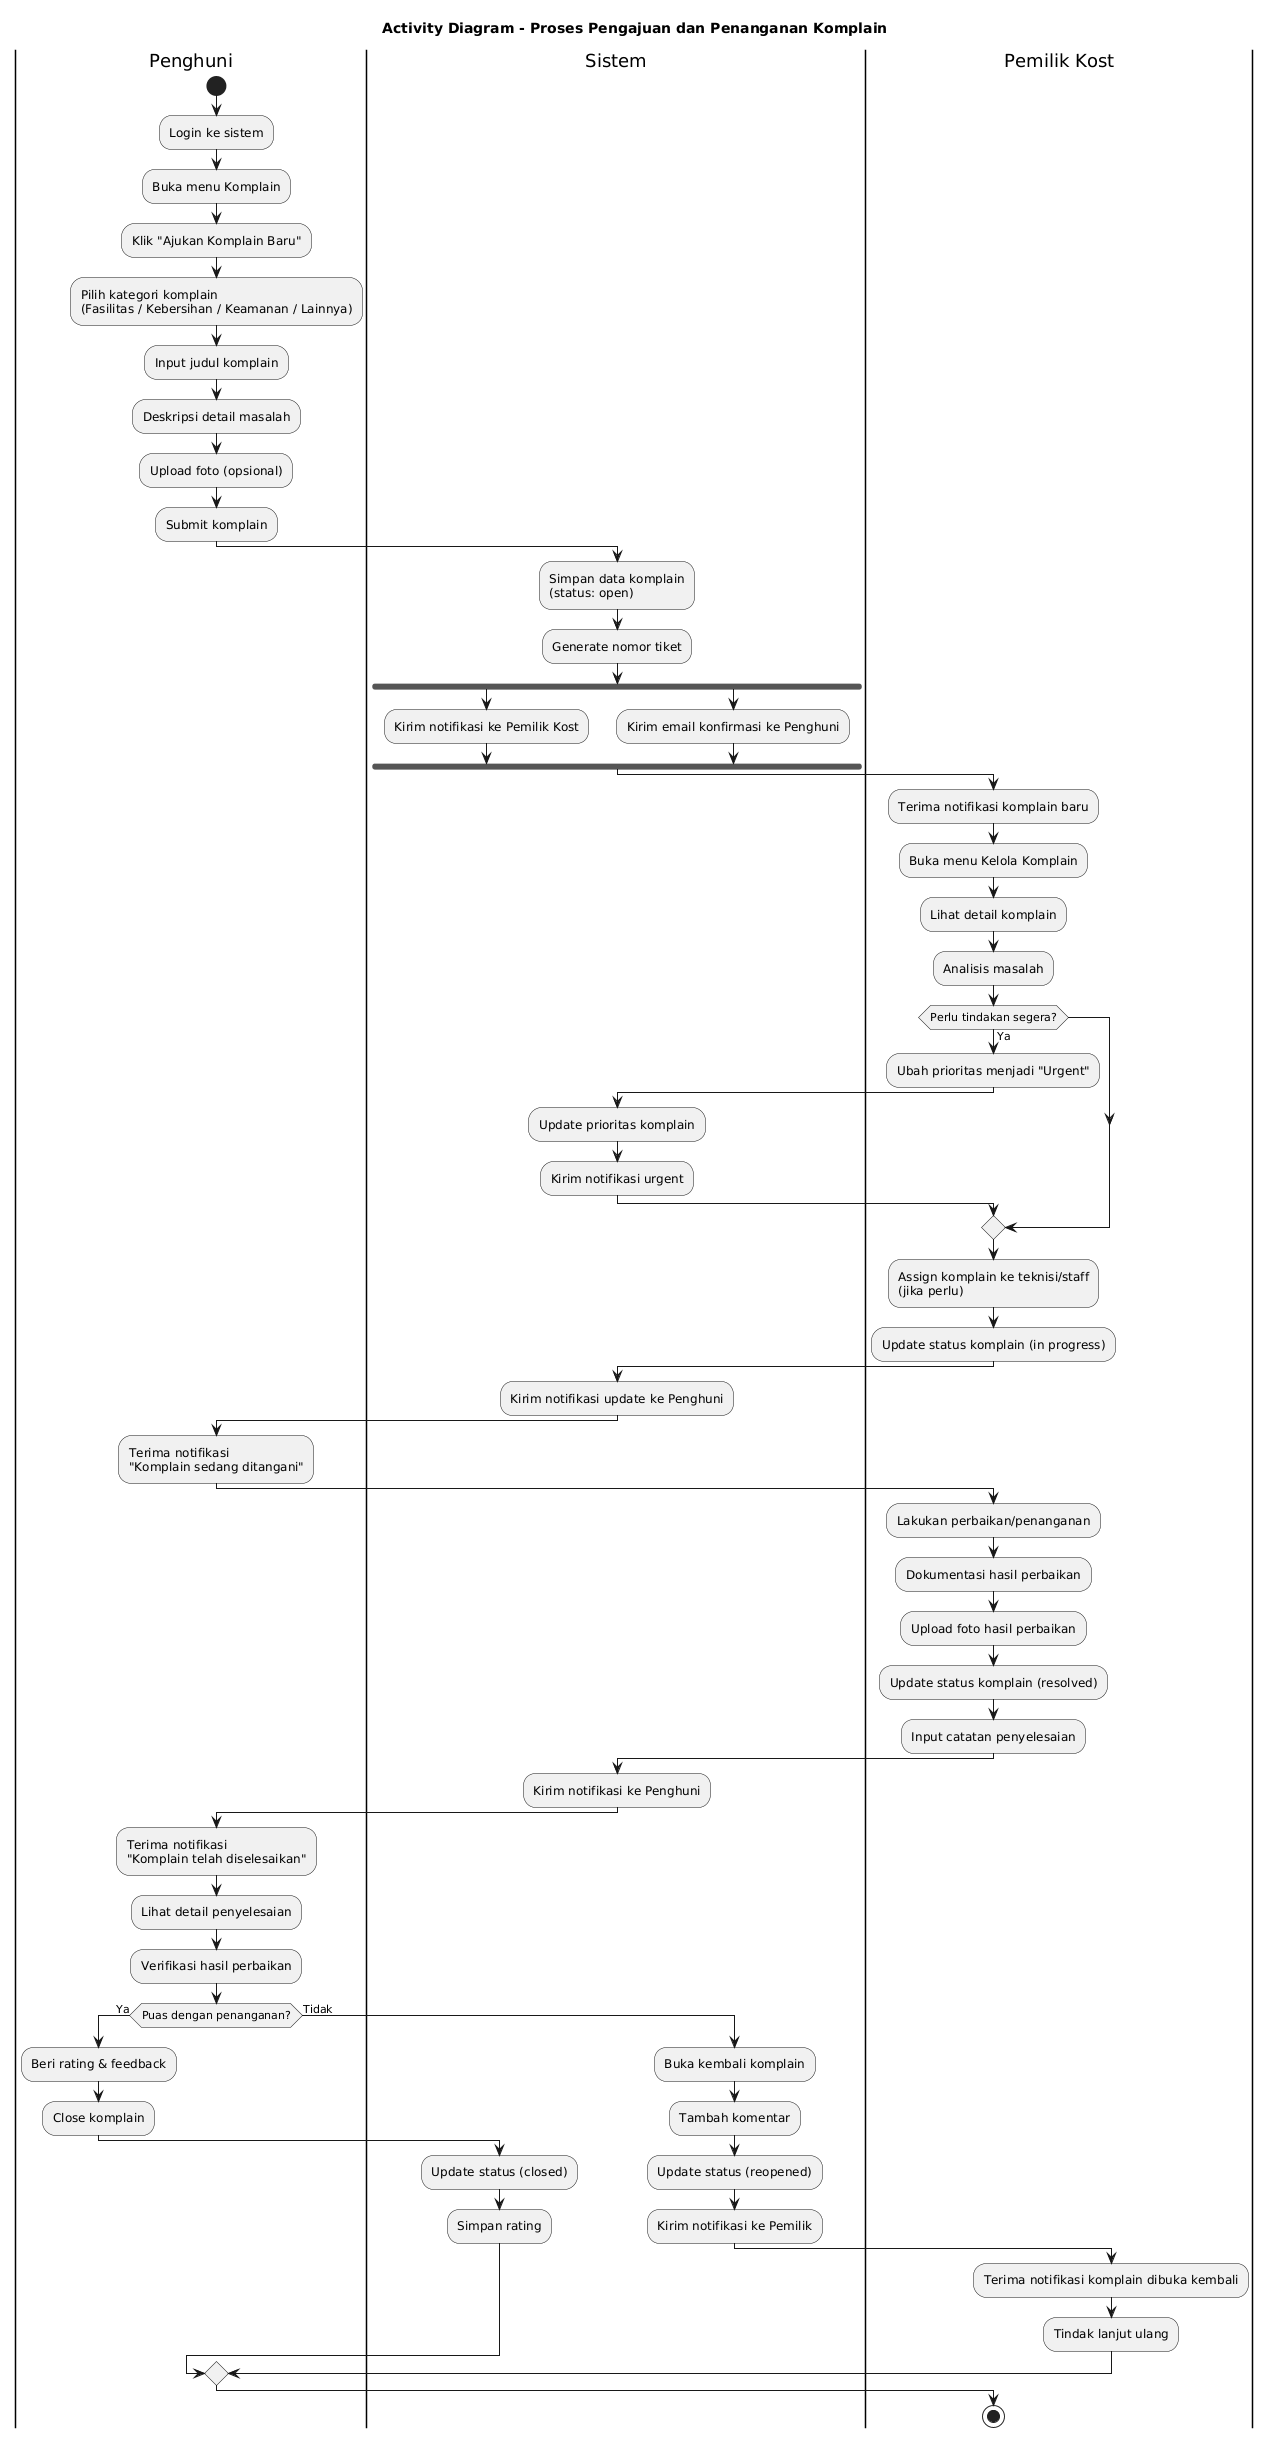 Activity Diagram - Proses Pengajuan dan Penanganan Komplain
Penghuni
Sistem
Pemilik Kost
Login ke sistem
Buka menu Komplain
Klik "Ajukan Komplain Baru"
Pilih kategori komplain
(Fasilitas / Kebersihan / Keamanan / Lainnya)
Input judul komplain
Deskripsi detail masalah
Upload foto (opsional)
Submit komplain
Simpan data komplain
(status: open)
Generate nomor tiket
Kirim notifikasi ke Pemilik Kost
Kirim email konfirmasi ke Penghuni
Terima notifikasi komplain baru
Buka menu Kelola Komplain
Lihat detail komplain
Analisis masalah
Perlu tindakan segera?
Ya
Ubah prioritas menjadi "Urgent"
Update prioritas komplain
Kirim notifikasi urgent
Assign komplain ke teknisi/staff
(jika perlu)
Update status komplain (in progress)
Kirim notifikasi update ke Penghuni
Terima notifikasi
"Komplain sedang ditangani"
Lakukan perbaikan/penanganan
Dokumentasi hasil perbaikan
Upload foto hasil perbaikan
Update status komplain (resolved)
Input catatan penyelesaian
Kirim notifikasi ke Penghuni
Terima notifikasi
"Komplain telah diselesaikan"
Lihat detail penyelesaian
Verifikasi hasil perbaikan
Ya
Puas dengan penanganan?
Tidak
Beri rating & feedback
Buka kembali komplain
Close komplain
Tambah komentar
Update status (closed)
Update status (reopened)
Simpan rating
Kirim notifikasi ke Pemilik
Terima notifikasi komplain dibuka kembali
Tindak lanjut ulang